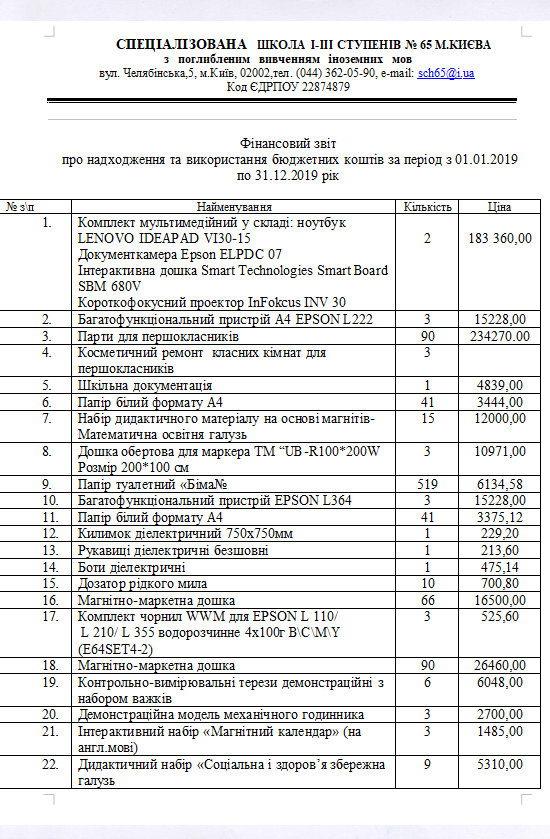 СПЕЦІАЛІЗОВАНА ШКОЛА І-ІІІ СТУПЕНІВ № 65 М.КИЄВА
з поглибленим вивченням іноземних мов
вул. Челябінська,5, м.Київ, 02002,тел. (044) 362-05-90, e-mail: sch65@i.ua
Код ЄДРПОУ 22874879
Фінансовий звіт
про надходження та використання бюджетних коштів за період з 01.01.2019
по 31.12.2019 рік
№ з\п Найменування Кількість Ціна
1. Комплект мультимедійний у складі: ноутбук
LENOVO IDEAPAD VI30-15 2 183 360,00
Документкамера Epson ELPDC 07
Інтерактивна дошка Smart Technologies Smart Board
SBM 680V
Короткофокусний проектор InFokcus INV 30
2. Багатофункціональний пристрій А4 EPSON L222 3 15228,00
3. Парти для першокласників 90 234270.00
4. Косметичний ремонт класних кімнат для 3
першокласників
5. Шкільна документація 1 4839,00
6. Папір білий формату А4 41 3444,00
7. Набір дидактичного матеріалу на основі магнітів- 15 12000,00
Математична освітня галузь
8. Дошка обертова для маркера ТМ “UB-R100*200W 3 10971,00
Розмір 200*100 см
9. Папір туалетний «Біма№ 519 6134,58
10. Багатофункціональний пристрій EPSON L364 3 15228,00
11. Папір білий формату А4 41 3375,12
12. Килимок діелектричний 750х750мм 1 229,20
13. Рукавиці діелектричні безшовні 1 213,60
14. Боти діелектричні 1 475,14
15. Дозатор рідкого мила 10 700,80
16. Магнітно-маркетна дошка 66 16500,00
17. Комплект чорнил WWM для EPSON L 110/ 3 525,60
L 210/ L 355 водорозчинне 4х100г B\C\M\Y
(E64SET4-2)
18. Магнітно-маркетна дошка 90 26460,00
19. Контрольно-вимірювальні терези демонстраційні з 6 6048,00
набором важків
20. Демонстраційна модель механічного годинника 3 2700,00
21. Інтерактивний набір «Магнітний календар» (на 3 1485,00
англ.мові)
22. Дидактичний набір «Соціальна і здоров’я збережна 9 5310,00
галузь